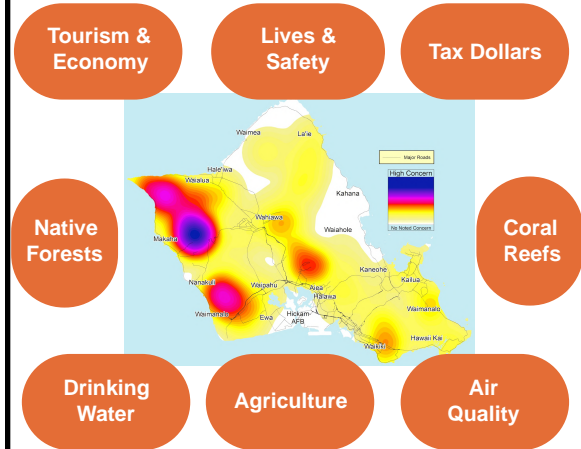 Tourism &
Economy
Lives &
Safety
Tax Dollars
Waimea
La'ie
Major Roads
High Concern
No Noted Concern
Hale'iwa
Waialua
Kahana
Wahiawa
Waiahole
Native
Forests
Makaha
Coral
Reefs
Kaneohe
Nanakuli
Waipahu
Aiea
Halawa
Kailua
Waimanalo
Waimanalo
Ewa
Hickam-
AFB
Waikiki
Hawaii Kai
Drinking
Water
Agriculture
Air
Quality